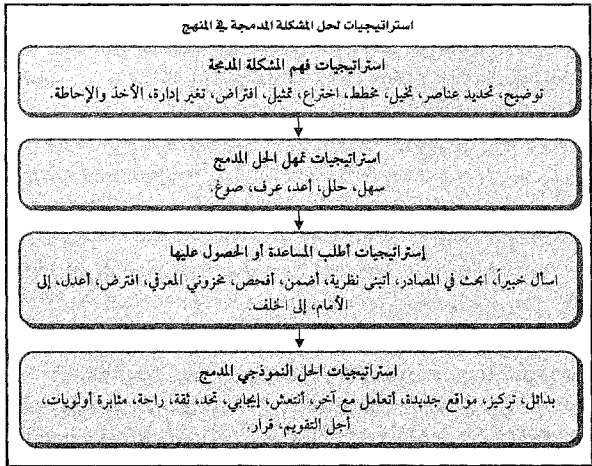 استراتيجيات لحل المشكلة المدمجة في المنهج
استراتيجيات فهم المشكلة المدمجة
توضيح، تحديد عناصر، تخيل، مخطط، اختراع، تمثيل، افتراض، تغير إدارة، الأخذ والإحاطة.
استراتيجيات تمهل الحل المدمج
سهل، حلل، أعد، عرف، صوغ.
إستراتيجيات أطلب المساعدة أو الحصول عليها
اسأل خبيراً، ابحث في المصادر، أتبنى نظرية، أضمن، أفحص، مخزوني المعرفي، افترض، أعدل، إلى
الأمام، إلى الخلف.
استراتيجيات الحل النموذجي المدمج
بدائل، تركيز، مواقع جديدة، أتعامل مع آخر، أنتعش، إيجابي، تحد، ثقة، راحة، مثابرة أولويات،
أجل التقويم، قرار.